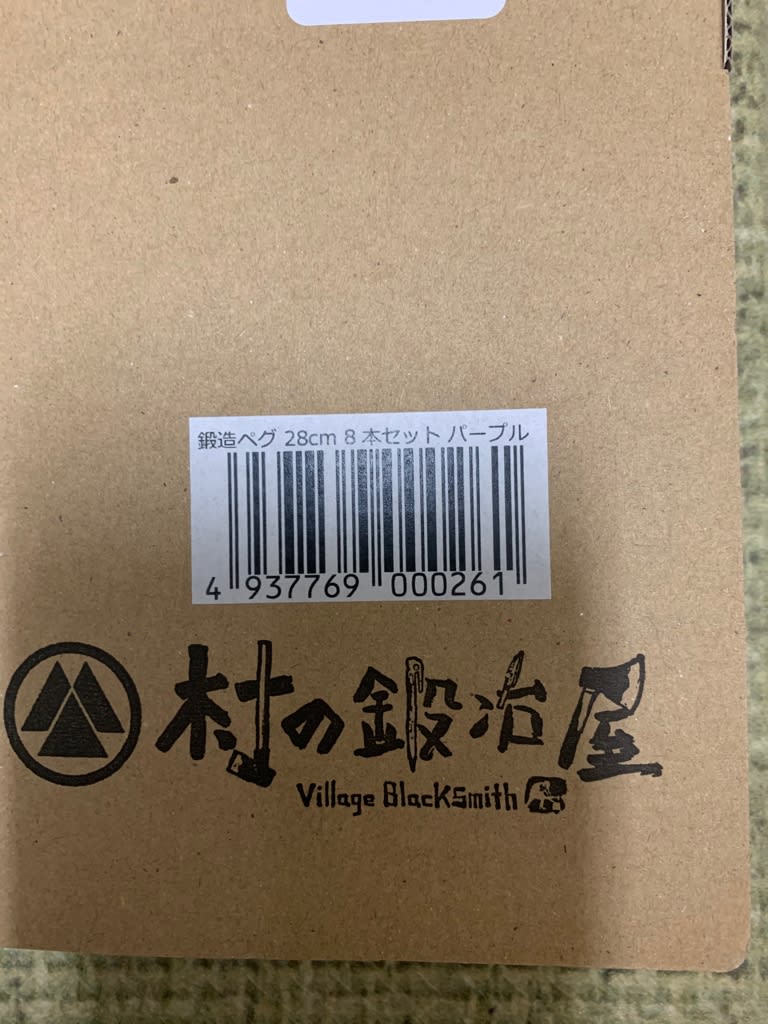 鍛造ペグ 28cm 8本セット パープル
4 937769 000261
村の鍛冶屋
Village BlackSmith